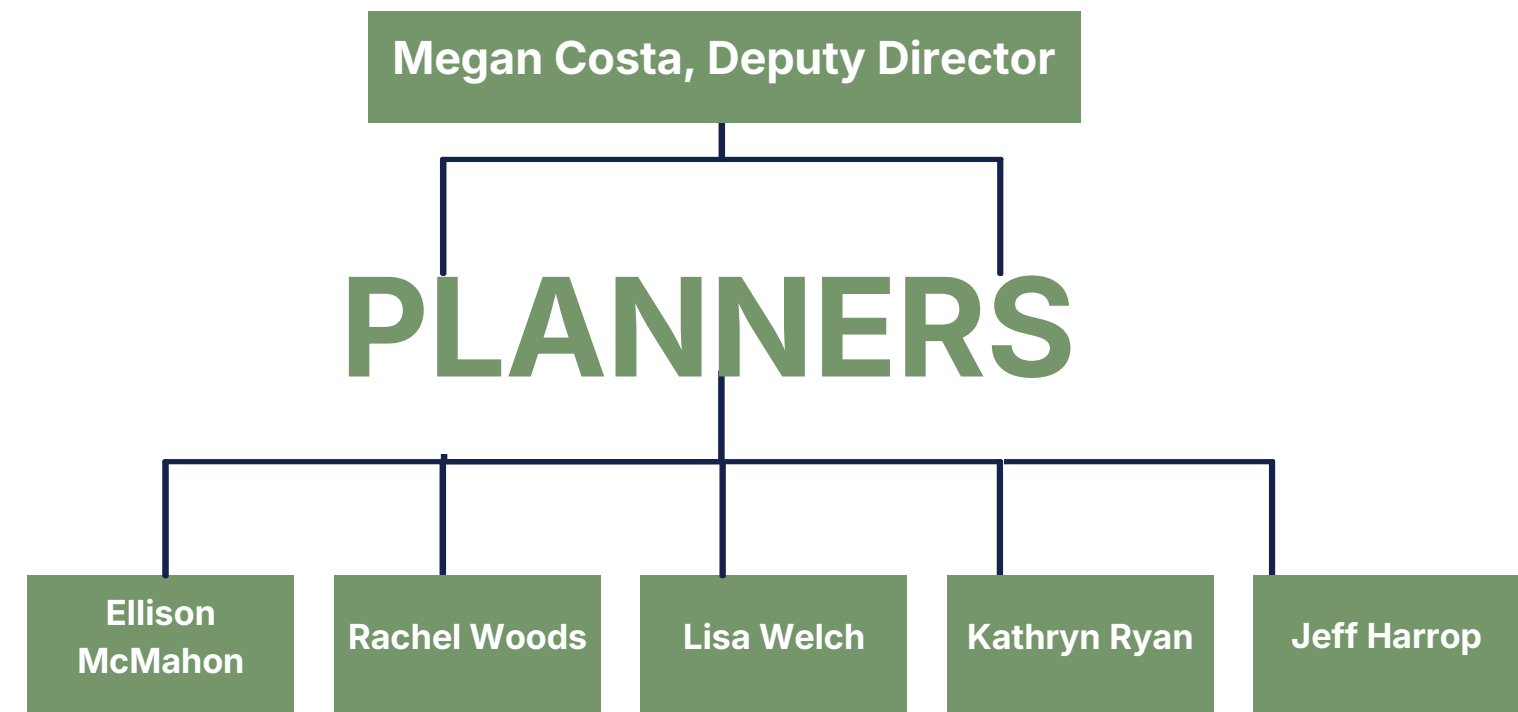 Megan Costa, Deputy Director
PLANNERS
Ellison
McMahon
Rachel Woods
Lisa Welch
Kathryn Ryan
Jeff Harrop